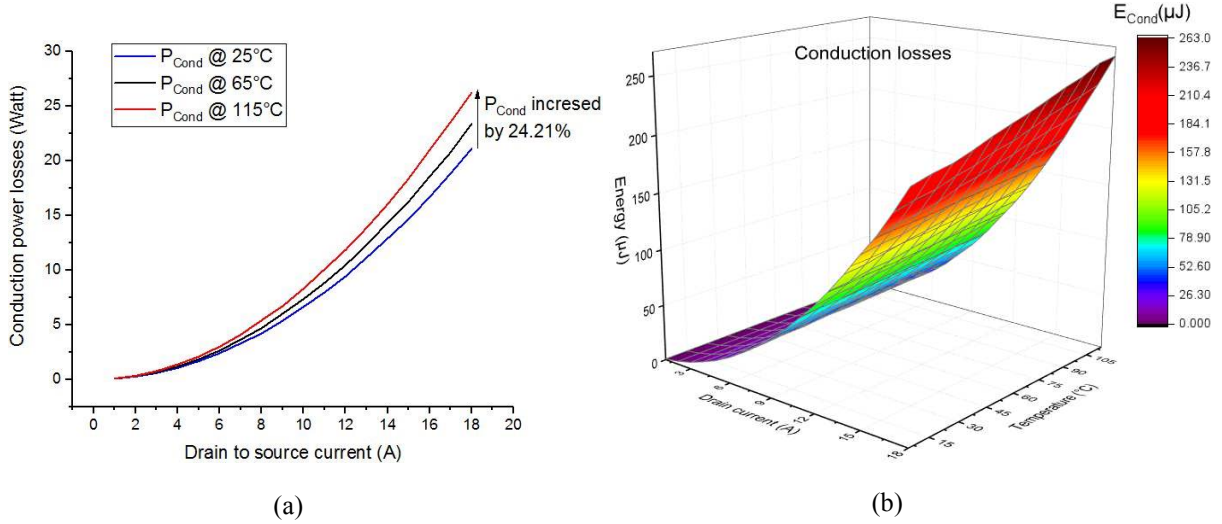 30
25
20
15
10
5
0
Conduction power losses (Watt)
P_Cond @ 25°C
P_Cond @ 65°C
P_Cond @ 115°C
P_Cond incresed
by 24.21%
0 2 4 6 8 10 12 14 16 18 20
Drain to source current (A)
(a)
Conduction losses
250
200
150
100
50
0
Energy (µJ)
3 6 9 12 15 18
Drain current (A)
15 30 45 60 75 90 105
Temperature (°C)
E_Cond(µJ)
263.0
236.7
210.4
184.1
157.8
131.5
105.2
78.90
52.60
26.30
0.000
(b)